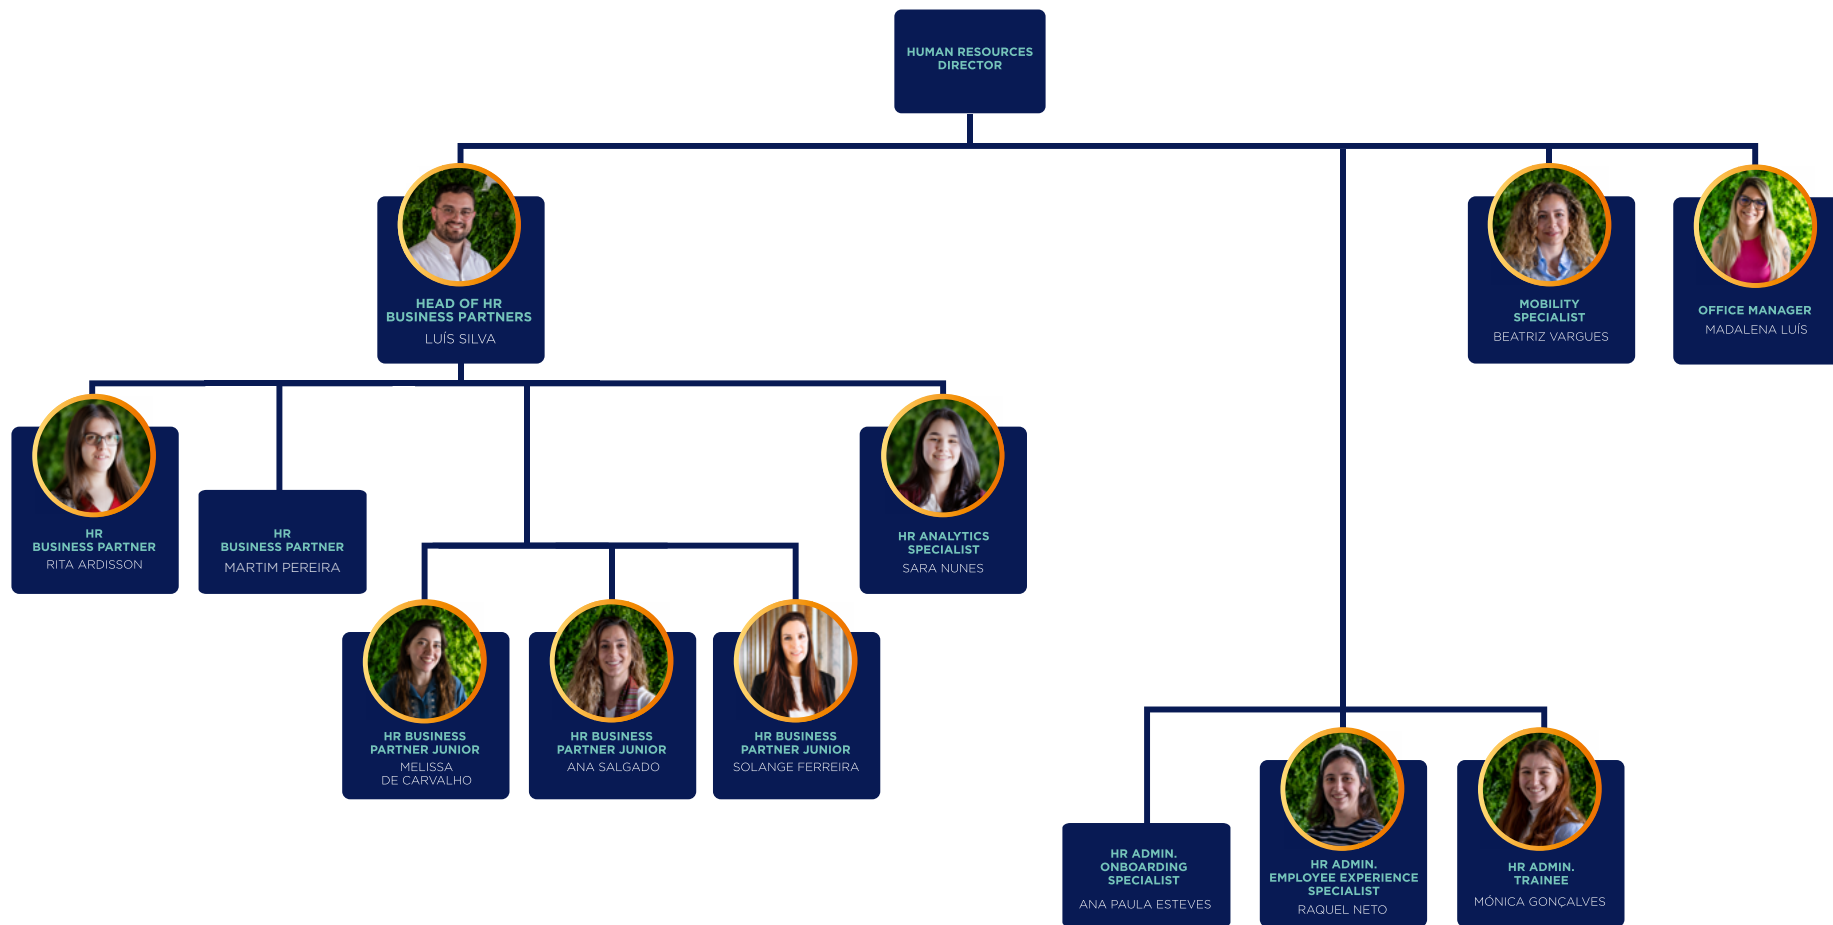 HUMAN RESOURCES
DIRECTOR
HEAD OF HR
BUSINESS PARTNERS
LUÍS SILVA
MOBILITY
SPECIALIST
BEATRIZ VARGUES
OFFICE MANAGER
MADALENA LUÍS
HR
BUSINESS PARTNER
RITA ARDISSON
HR
BUSINESS PARTNER
MARTIM PEREIRA
HR ANALYTICS
SPECIALIST
SARA NUNES
HR BUSINESS
PARTNER JUNIOR
MELISSA
DE CARVALHO
HR BUSINESS
PARTNER JUNIOR
ANA SALGADO
HR BUSINESS
PARTNER JUNIOR
SOLANGE FERREIRA
HR ADMIN.
ONBOARDING
SPECIALIST
ANA PAULA ESTEVES
HR ADMIN.
EMPLOYEE EXPERIENCE
SPECIALIST
RAQUEL NETO
HR ADMIN.
TRAINEE
MÓNICA GONÇALVES